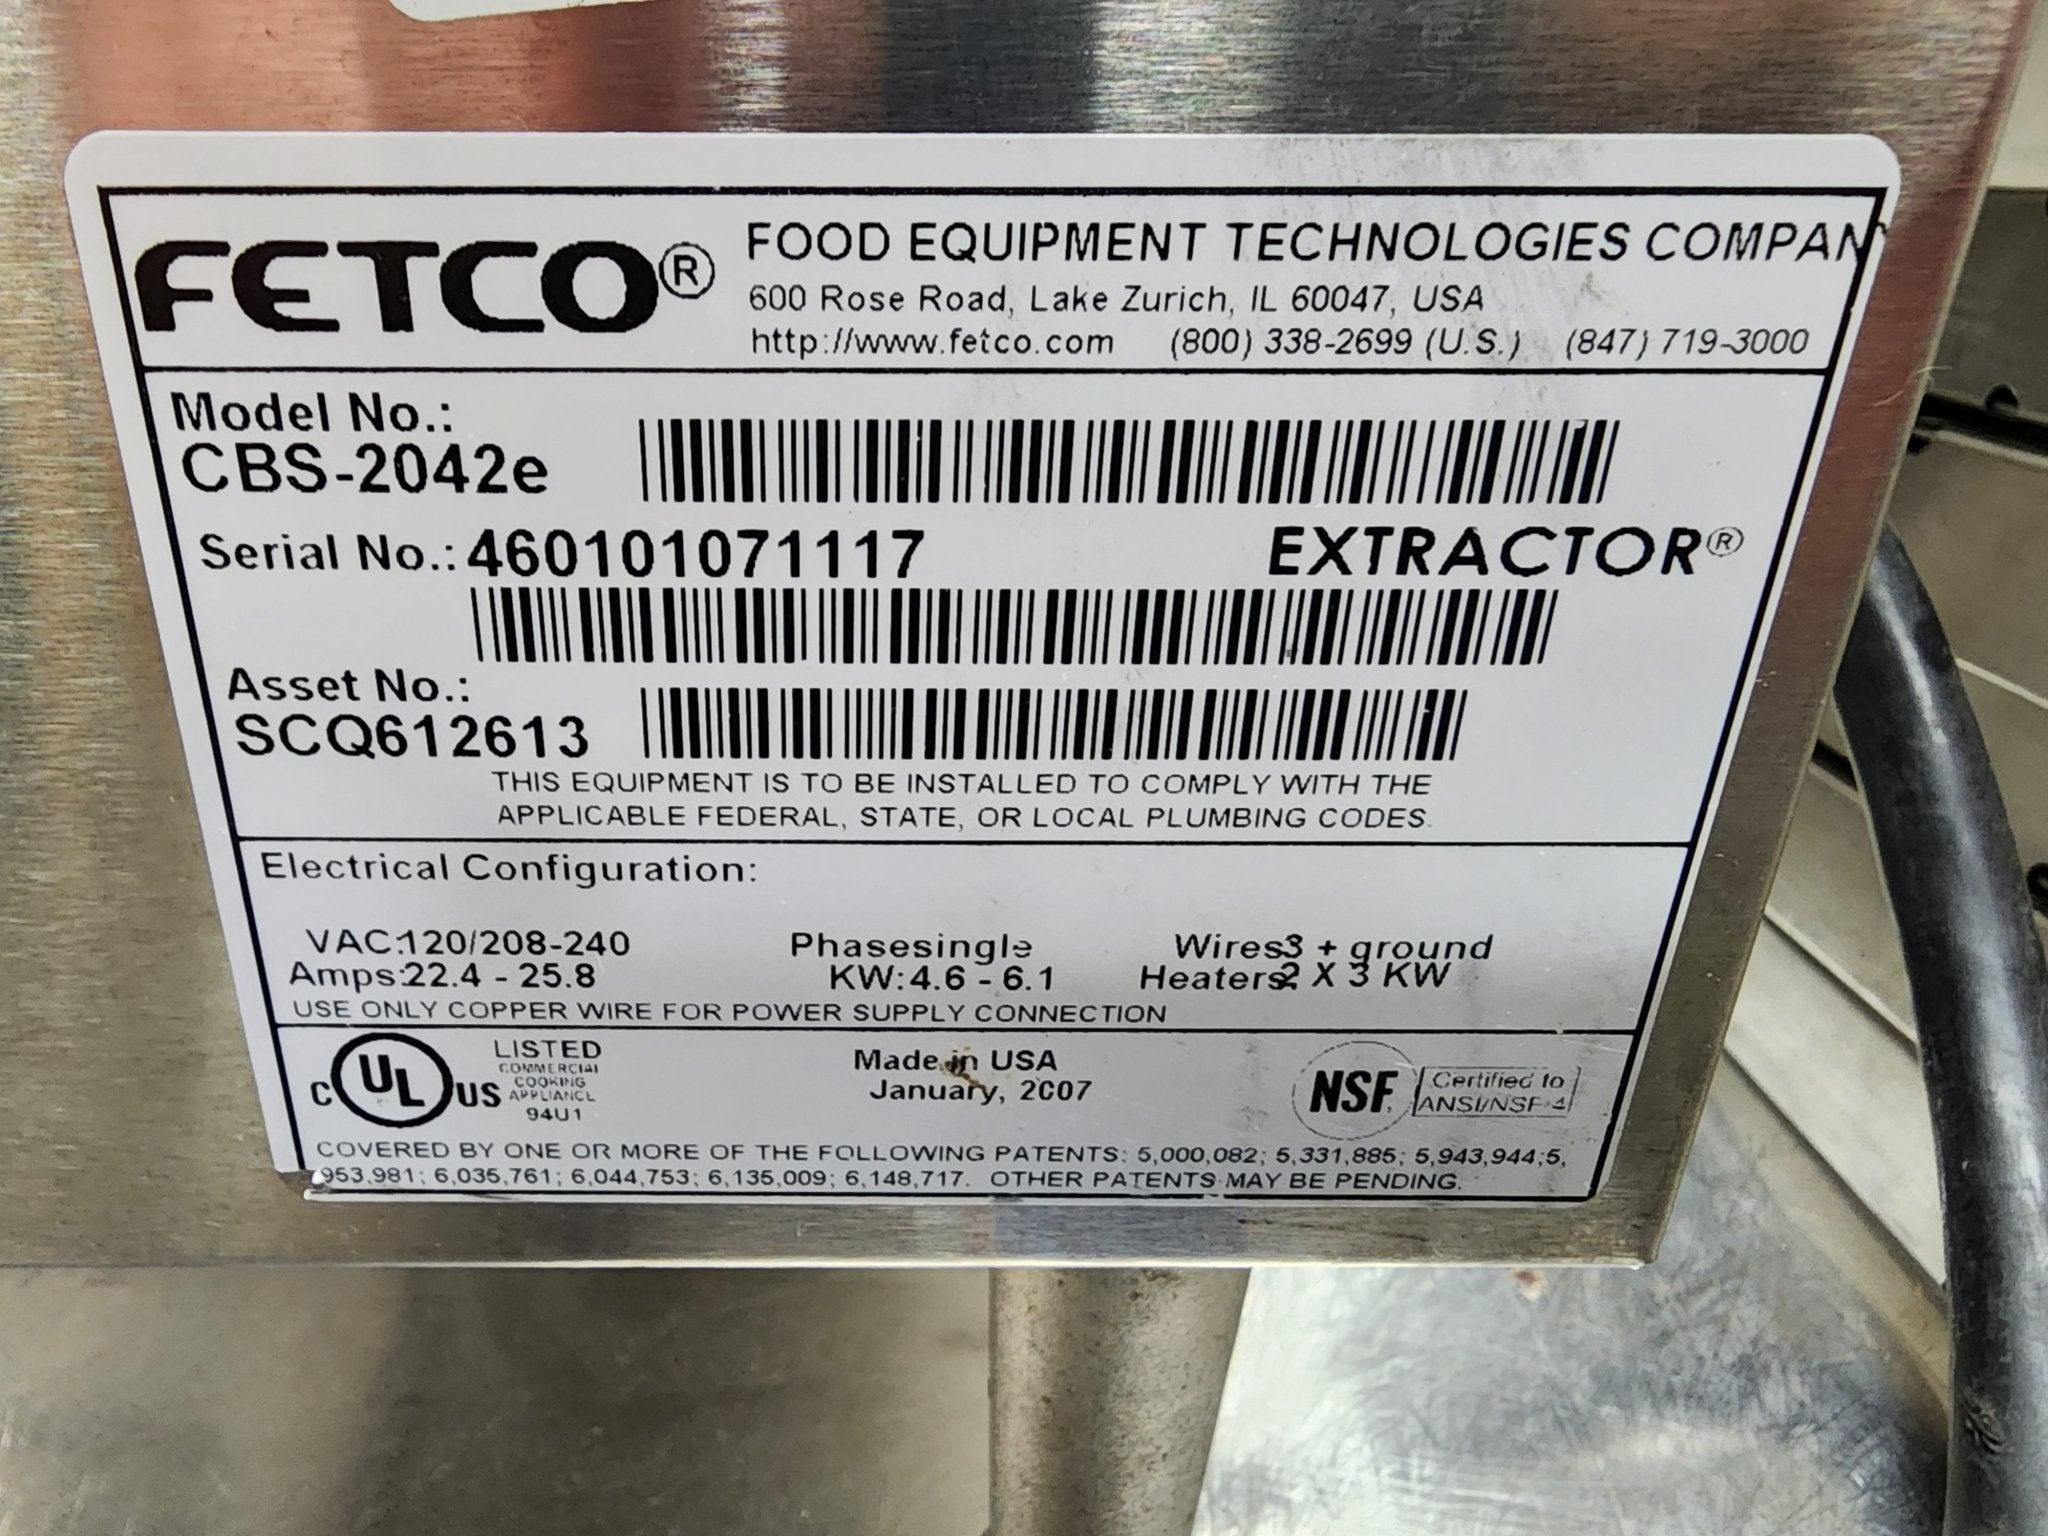 FETCO® FOOD EQUIPMENT TECHNOLOGIES COMPANY
600 Rose Road, Lake Zurich, IL 60047, USA
http://www.fetco.com (800) 338-2699 (U.S.) (847) 719-3000
Model No.:
CBS-2042e
Serial No.: 460101071117 EXTRACTOR®
Asset No.:
SCQ612613
THIS EQUIPMENT IS TO BE INSTALLED TO COMPLY WITH THE
APPLICABLE FEDERAL, STATE, OR LOCAL PLUMBING CODES.
Electrical Configuration:
VAC:120/208-240 Phasesingle Wires3 + ground
Amps:22.4 - 25.8 KW:4.6 - 6.1 Heaters:2 X 3 KW
USE ONLY COPPER WIRE FOR POWER SUPPLY CONNECTION
C UL US LISTED
COMMERCIAL
COOKING
APPLIANCE
94U1
Made in USA
January, 2007
NSF. Certified to
ANSI/NSF 4
COVERED BY ONE OR MORE OF THE FOLLOWING PATENTS: 5,000,082; 5,331,885; 5,943,944;5,
953,981; 6,035,761; 6,044,753; 6,135,009; 6,148,717. OTHER PATENTS MAY BE PENDING.